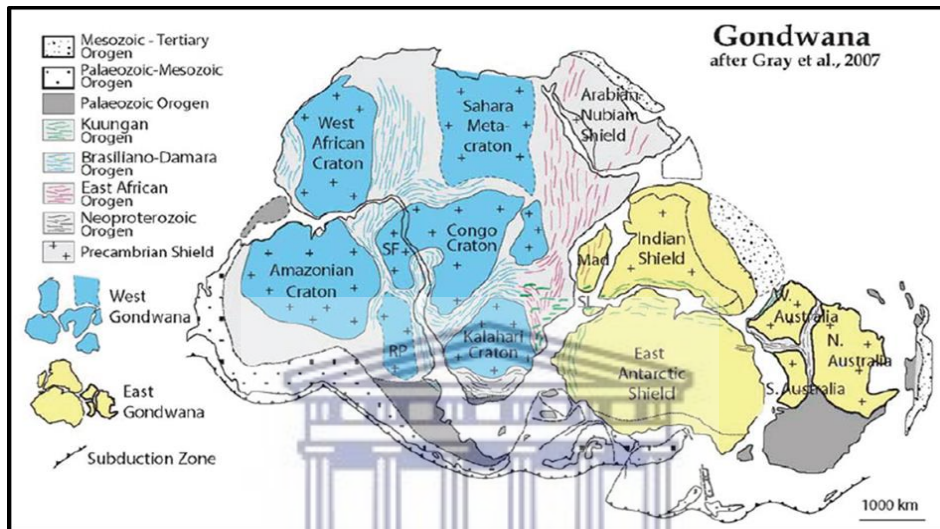 Gondwana
after Gray et al., 2007
Mesozoic - Tertiary
Orogen
Palaeozoic-Mesozoic
Orogen
Palaeozoic Orogen
Kuungan
Orogen
Brasiliano-Damara
Orogen
East African
Orogen
Neoproterozoic
Orogen
Precambrian Shield
West
Gondwana
East
Gondwana
Subduction Zone
West
African
Craton
Sahara
Meta-
craton
Arabian
Nubiam
Shield
Amazonian
Craton
SF
Congo
Craton
Mad
Indian
Shield
SL
RP
Kalahari
Craton
East
Antarctic
Shield
W.
Australia
N.
Australia
S. Australia
1000 km